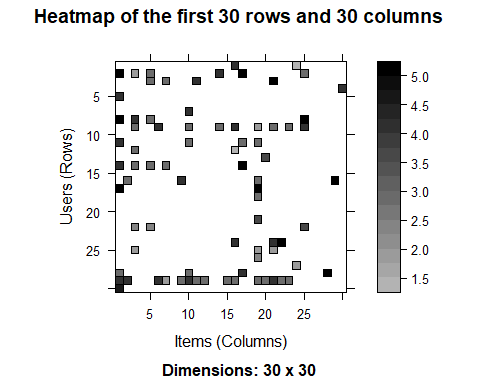 Heatmap of the first 30 rows and 30 columns
5
10
15
20
25
Users (Rows)
5 10 15 20 25
Items (Columns)
Dimensions: 30 x 30
5.0
4.5
4.0
3.5
3.0
2.5
2.0
1.5